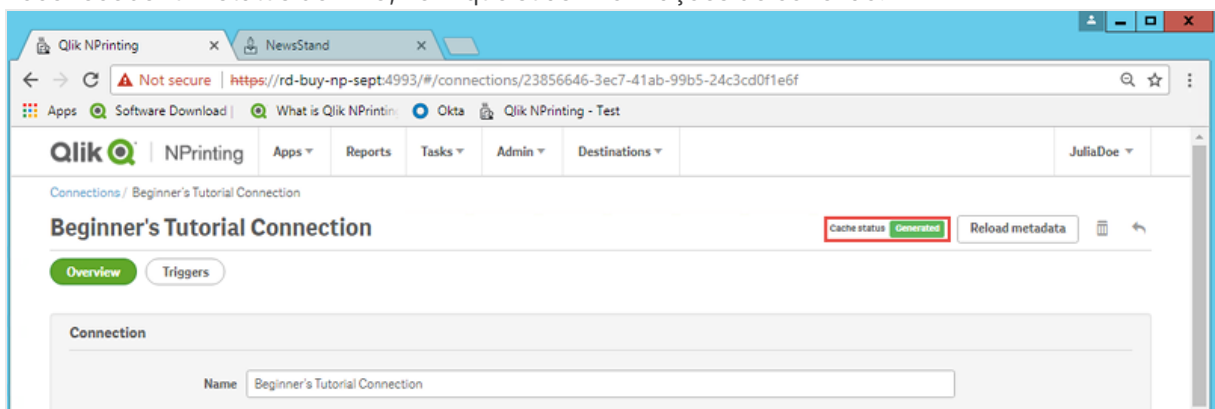 Qlik NPrinting NewsStand
Not secure https://rd-buy-np-sept:4993/#/connections/23856646-3ec7-41ab-99b5-24c3cd0f1e6f
Apps Software Download | What is Qlik NPrinting Okta Qlik NPrinting - Test
Qlik NPrinting Apps Reports Tasks Admin Destinations JuliaDoe
Connections / Beginner's Tutorial Connection
Beginner's Tutorial Connection Cache status Generated Reload metadata
Overview Triggers
Connection
Name Beginner's Tutorial Connection